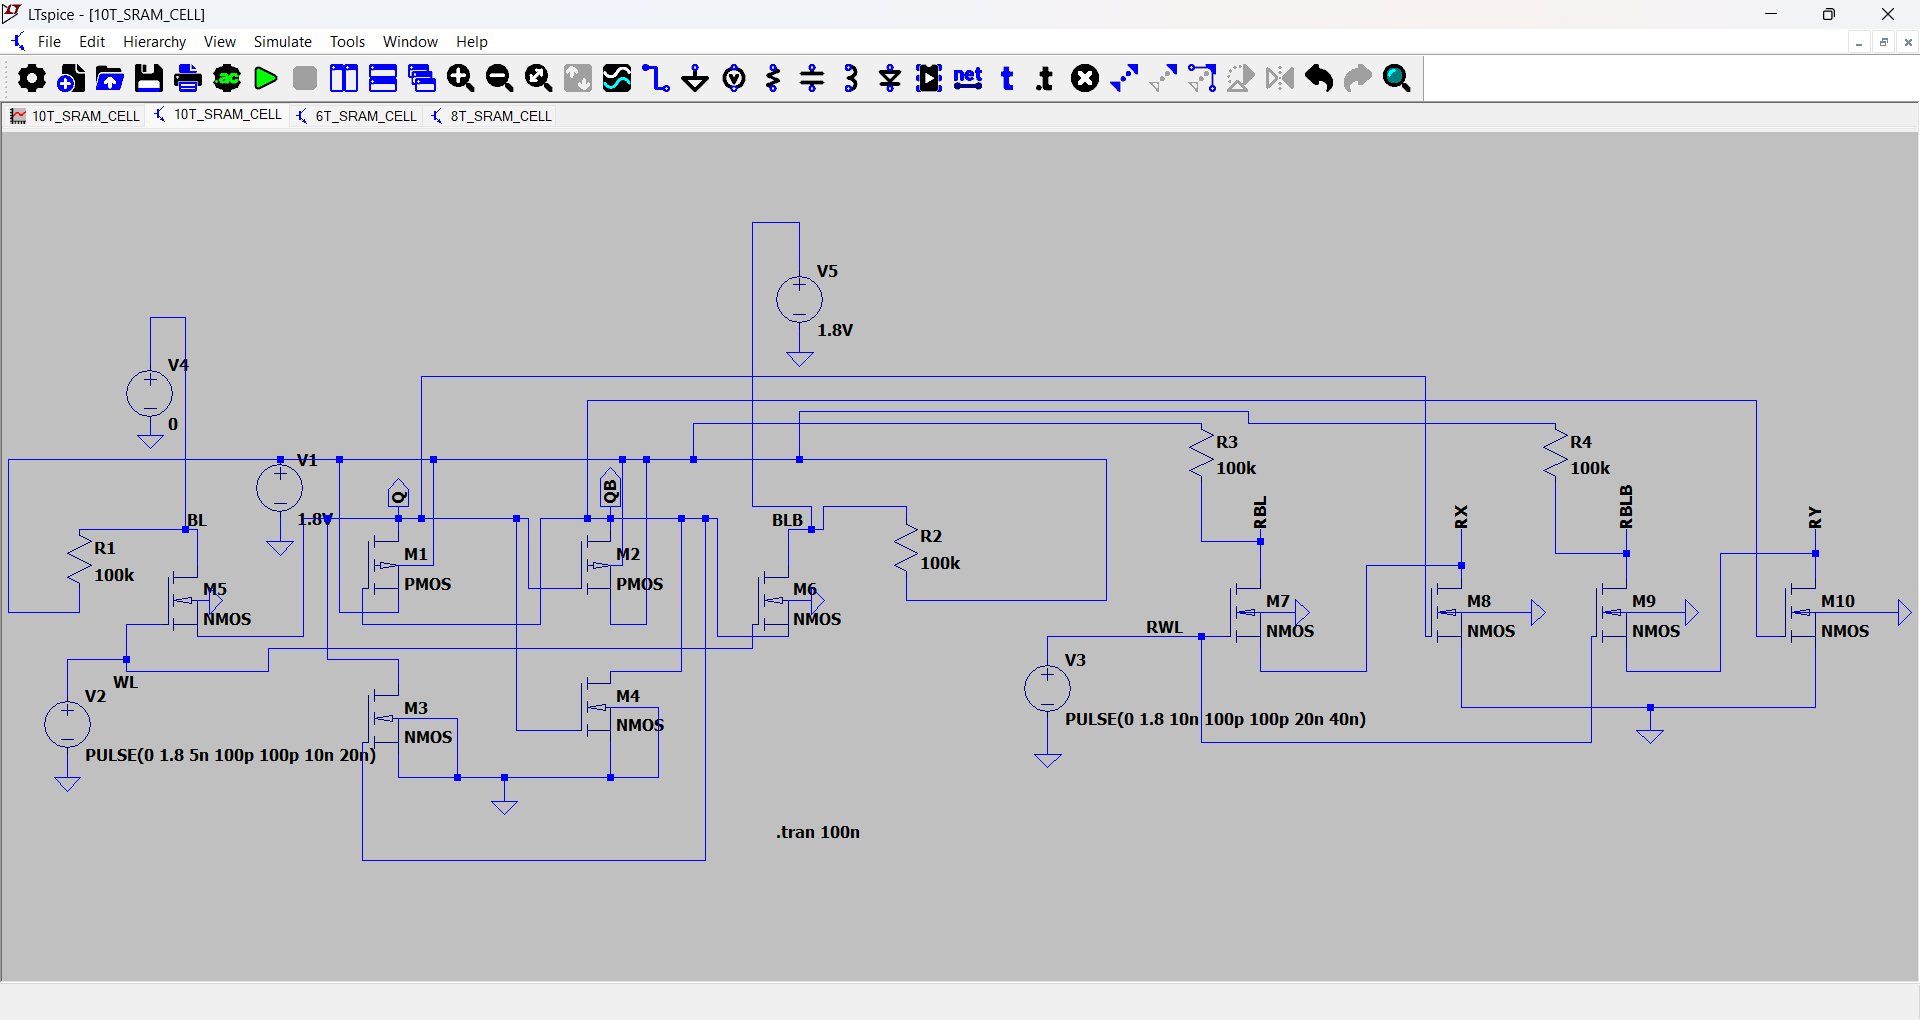 LTspice - [10T_SRAM_CELL]
File Edit Hierarchy View Simulate Tools Window Help
.ac
net
t
.t
10T_SRAM_CELL 10T_SRAM_CELL 6T_SRAM_CELL 8T_SRAM_CELL
V5
1.8V
V4
0
V1
1.8V
Q
QB
R3
100k
R4
100k
BL
BLB
RBL
RX
RBLB
RY
R1
100k
M1
PMOS
M2
PMOS
R2
100k
M5
NMOS
M6
NMOS
M7
NMOS
M8
NMOS
M9
NMOS
M10
NMOS
RWL
WL
V2
PULSE(0 1.8 5n 100p 100p 10n 20n)
M3
NMOS
M4
NMOS
V3
PULSE(0 1.8 10n 100p 100p 20n 40n)
.tran 100n